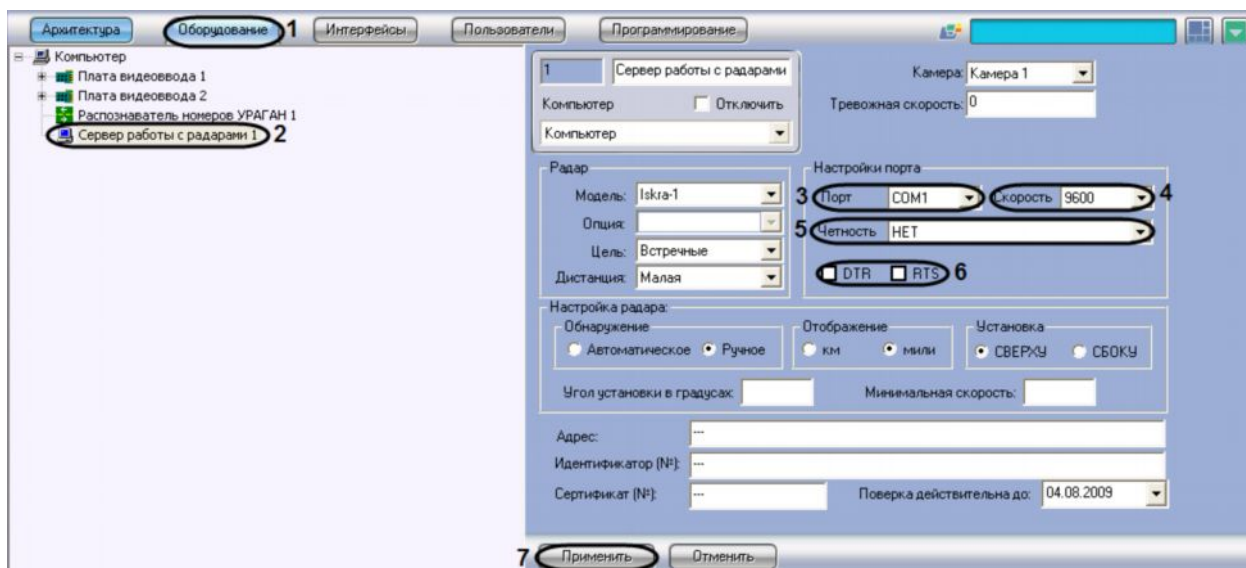 Архитектура Оборудование 1 Интерфейсы Пользователи Программирование
Компьютер
Плата видеоввода 1
Плата видеоввода 2
Распознаватель номеров УРАГАН 1
Сервер работы с радарами 1 2
1 Сервер работы с радарами
Компьютер Отключить
Компьютер
Камера: Камера 1
Тревожная скорость: 0
Радар
Модель: Iskra-1
Опция:
Цель: Встречные
Дистанция: Малая
Настройки порта
3 Порт COM1 Скорость 9600 4
5 Четность НЕТ
DTR RTS 6
Настройка радара:
Обнаружение
Автоматическое Ручное
Отображение
км мили
Установка
СВЕРХУ СБОКУ
Угол установки в градусах: Минимальная скорость:
Адрес: ---
Идентификатор (№): ---
Сертификат (№): --- Поверка действительна до: 04.08.2009
7 Применить Отменить